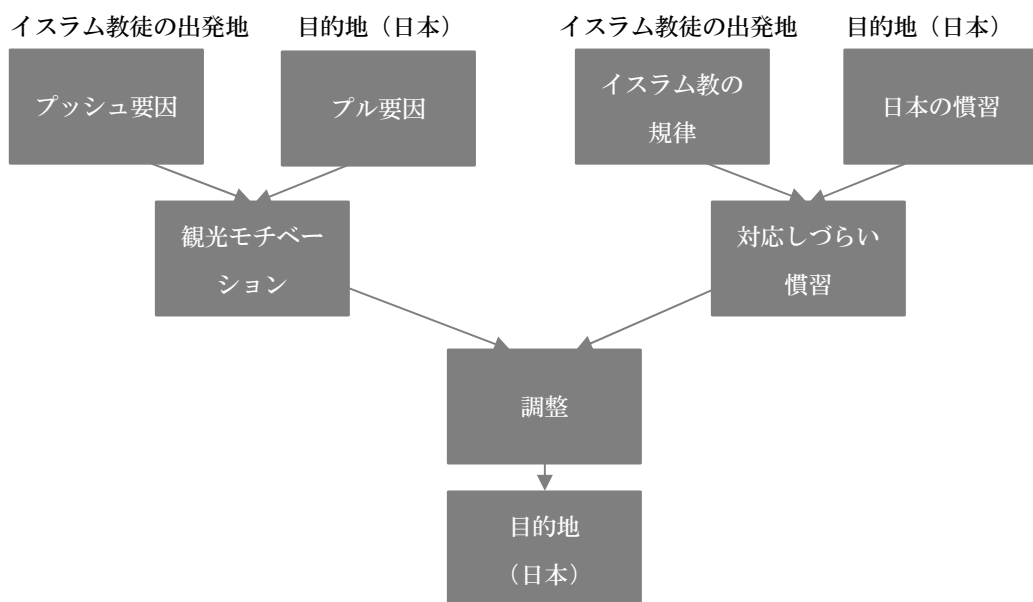 イスラム教徒の出発地
目的地（日本）
イスラム教徒の出発地
目的地（日本）
プッシュ要因
プル要因
イスラム教の
規律
日本の慣習
観光モチベー
ション
対応しづらい
慣習
調整
目的地
（日本）